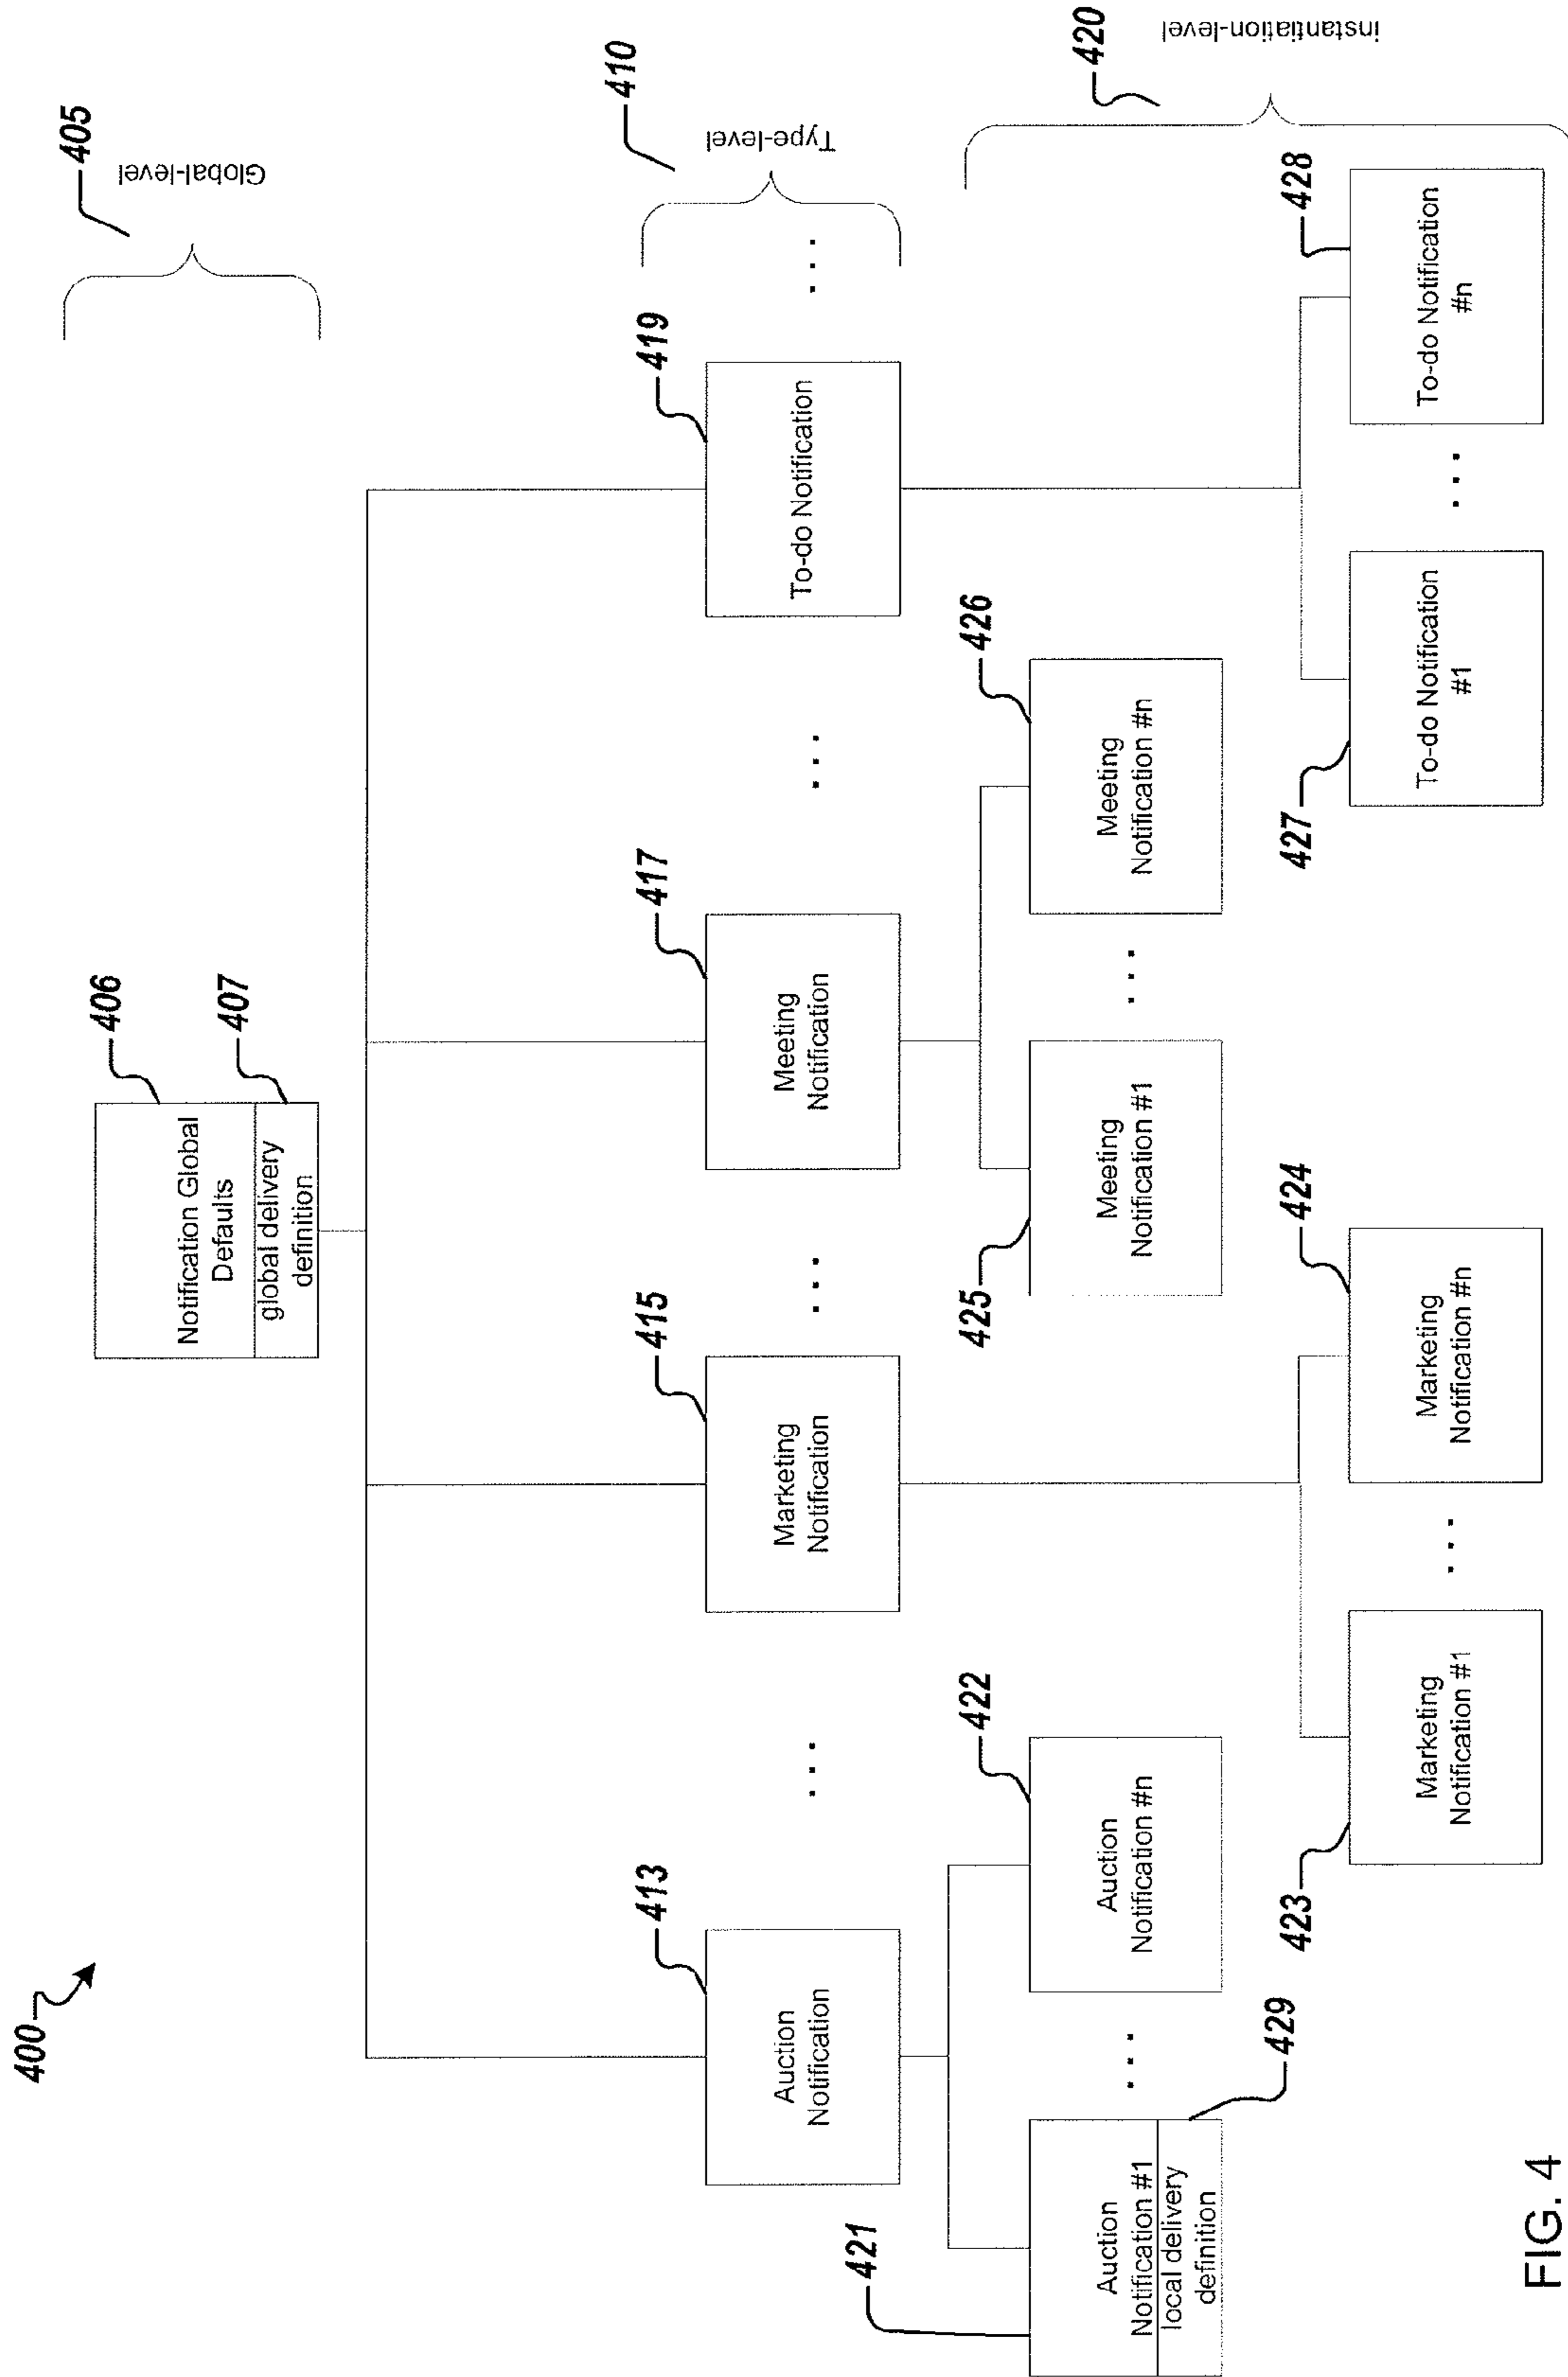 400
405
Global-level
406
Notification Global
Defaults
407
global delivery
definition
410
Type-level
413
Auction
Notification
...
415
Marketing
Notification
...
417
Meeting
Notification
...
419
To-do Notification
...
420
instantiation-level
421
Auction
Notification #1
local delivery
definition
429
...
422
Auction
Notification #n
425
Meeting
Notification #1
...
426
Meeting
Notification #n
423
Marketing
Notification #1
...
424
Marketing
Notification #n
427
To-do Notification
#1
...
428
To-do Notification
#n
FIG. 4